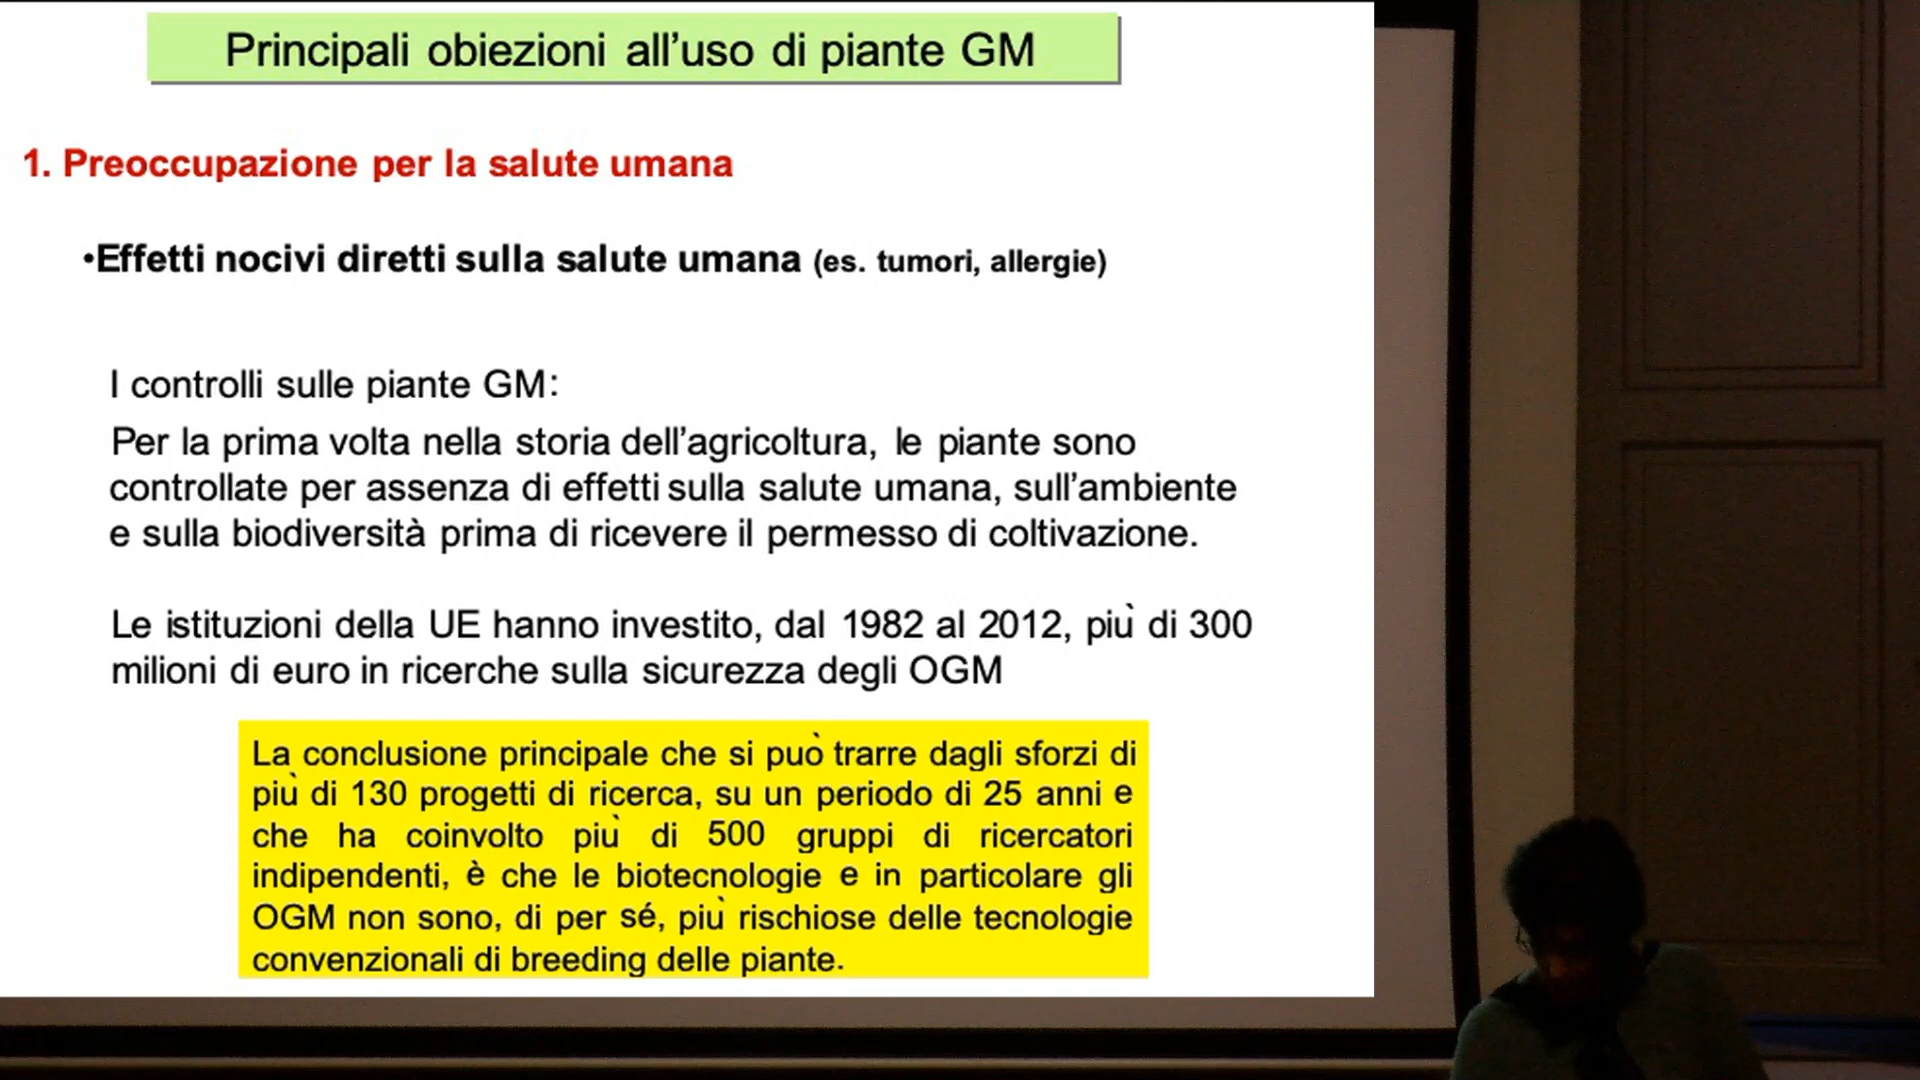 Principali obiezioni all'uso di piante GM
1. Preoccupazione per la salute umana
•Effetti nocivi diretti sulla salute umana (es. tumori, allergie)
I controlli sulle piante GM:
Per la prima volta nella storia dell'agricoltura, le piante sono
controllate per assenza di effetti sulla salute umana, sull'ambiente
e sulla biodiversità prima di ricevere il permesso di coltivazione.
Le istituzioni della UE hanno investito, dal 1982 al 2012, più di 300
milioni di euro in ricerche sulla sicurezza degli OGM
La conclusione principale che si può trarre dagli sforzi di
più di 130 progetti di ricerca, su un periodo di 25 anni e
che ha coinvolto più di 500 gruppi di ricercatori
indipendenti, è che le biotecnologie e in particolare gli
OGM non sono, di per sé, più rischiose delle tecnologie
convenzionali di breeding delle piante.